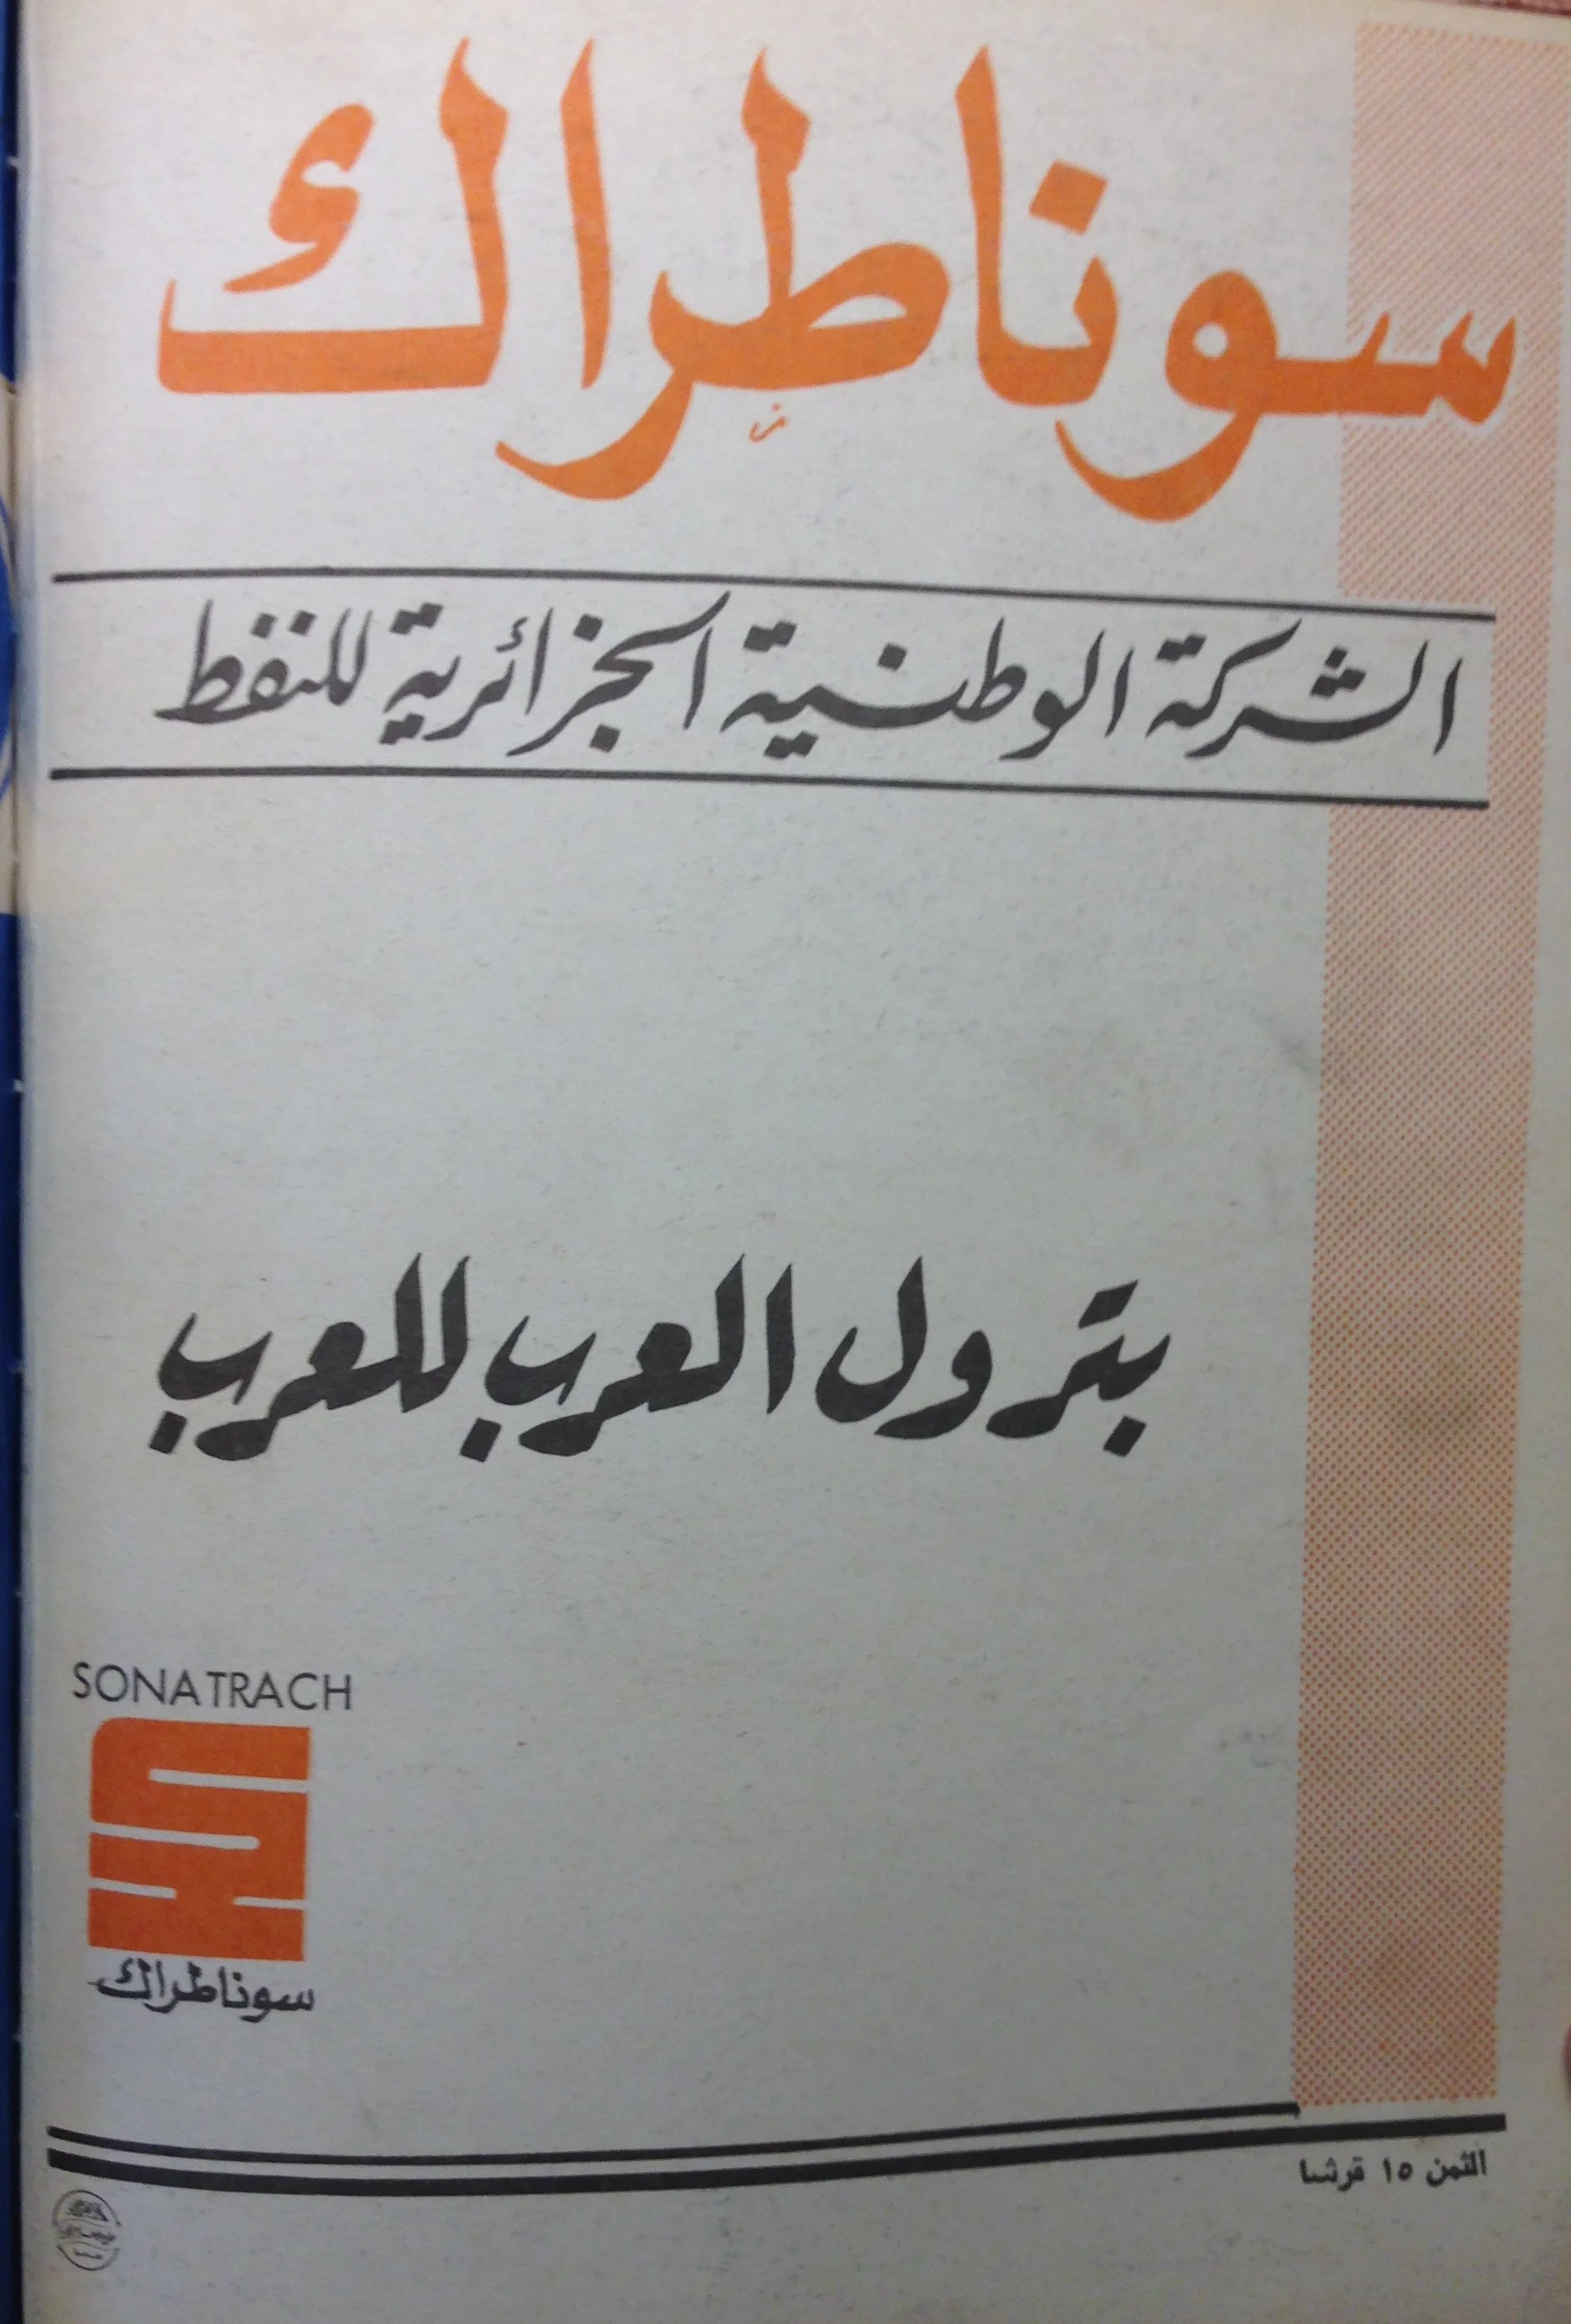 سوناطراك
الشركة الوطنية الجزائرية للنفط
بترول العرب للعرب
SONATRACH
سوناطراك
الثمن ١٥ قرشا